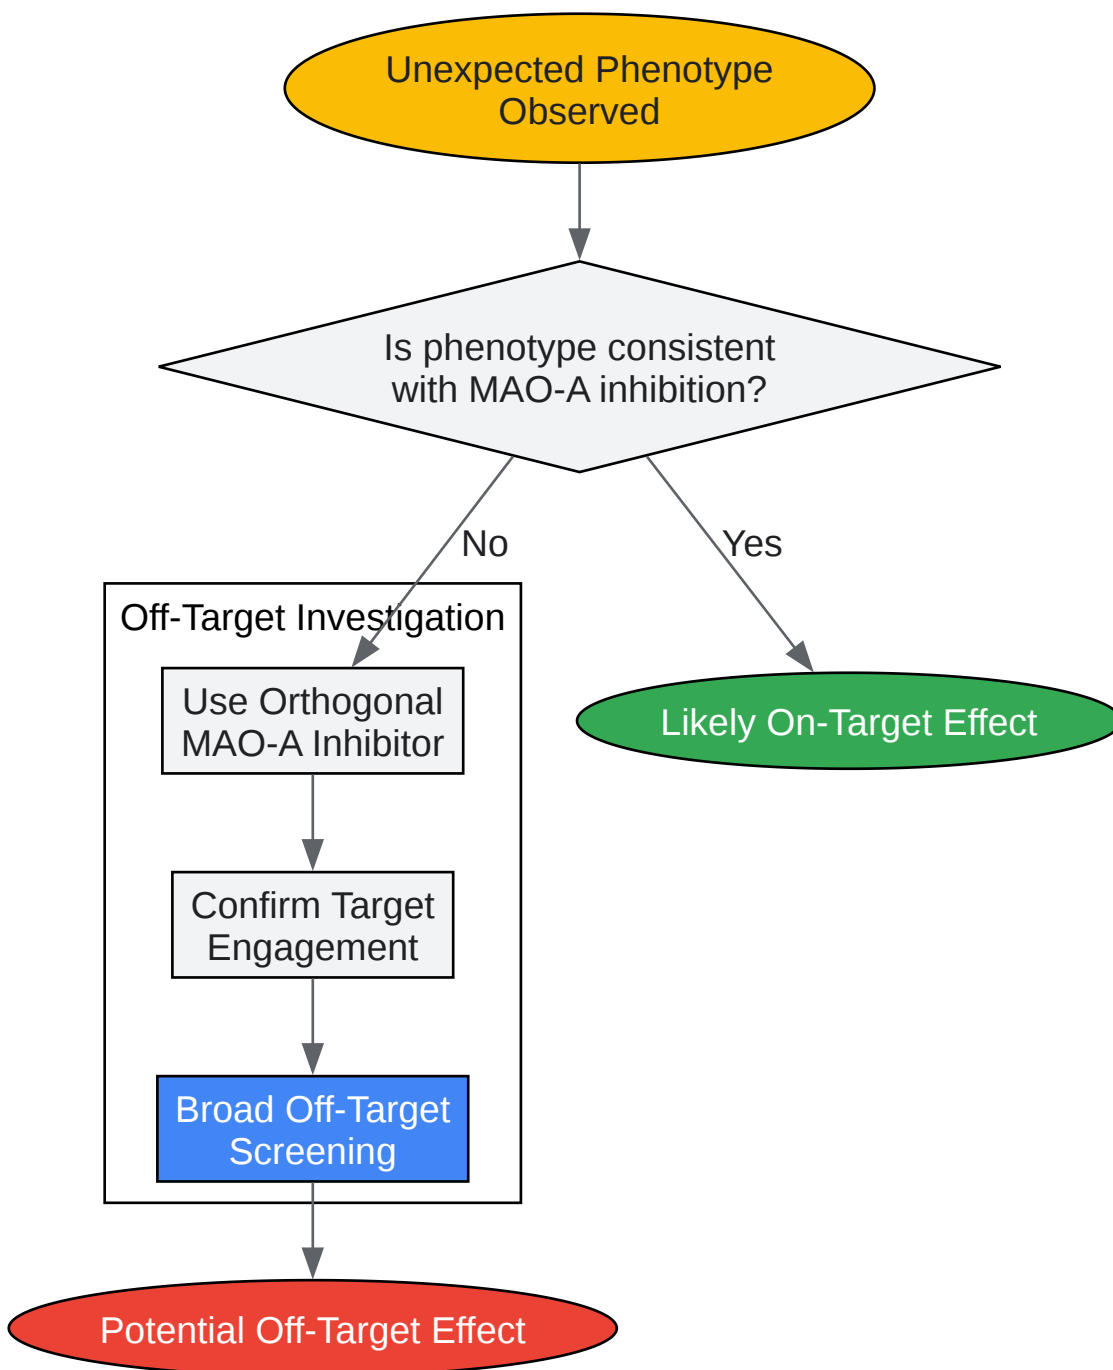 Unexpected Phenotype
Observed
Is phenotype consistent
with MAO-A inhibition?
No
Yes
Off-Target Investigation
Use Orthogonal
MAO-A Inhibitor
Likely On-Target Effect
Confirm Target
Engagement
Broad Off-Target
Screening
Potential Off-Target Effect